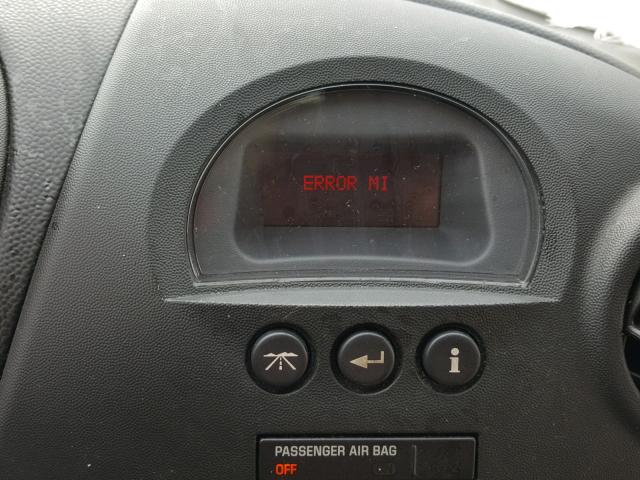 ERROR MI
i
PASSENGER AIR BAG
OFF